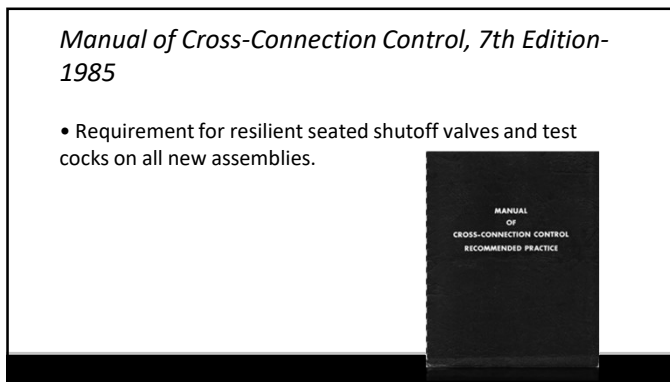 Manual of Cross-Connection Control, 7th Edition-
1985
• Requirement for resilient seated shutoff valves and test
cocks on all new assemblies.
MANUAL
OF
CROSS-CONNECTION CONTROL
RECOMMENDED PRACTICE